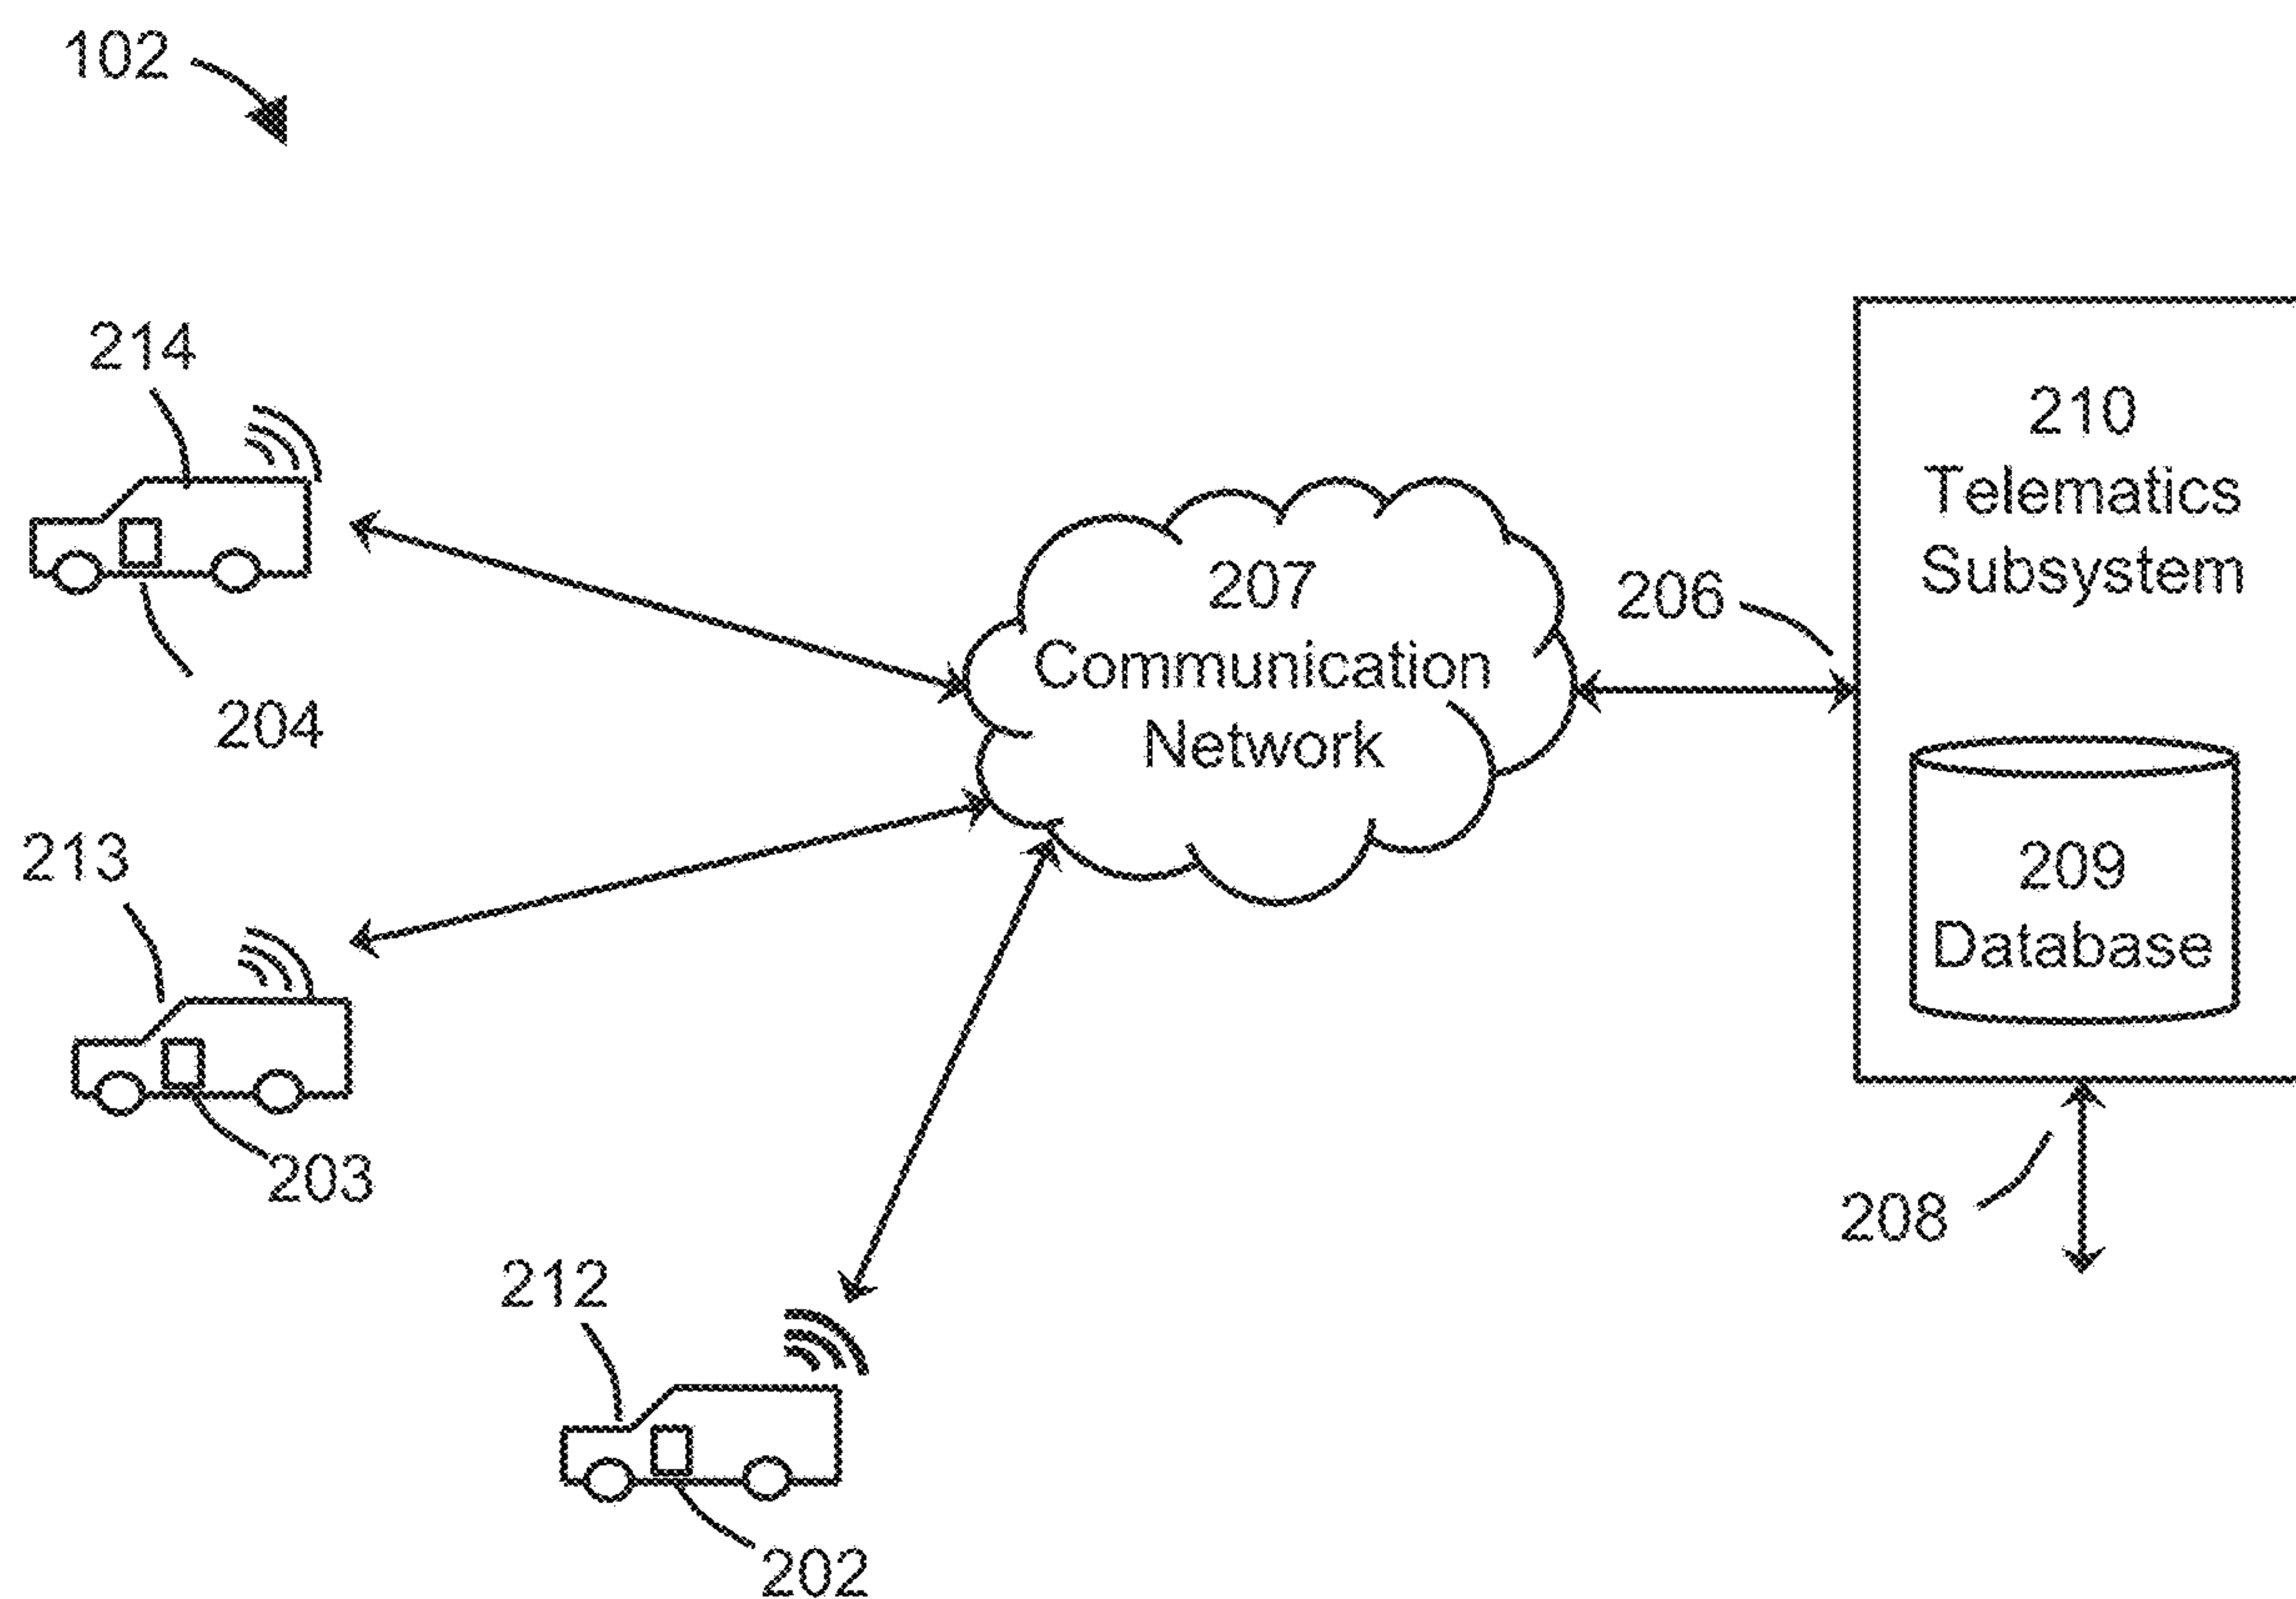 102
214
210
Telematics
Subsystem
207
Communication
Network
206
204
213
209
Database
203
208
212
202